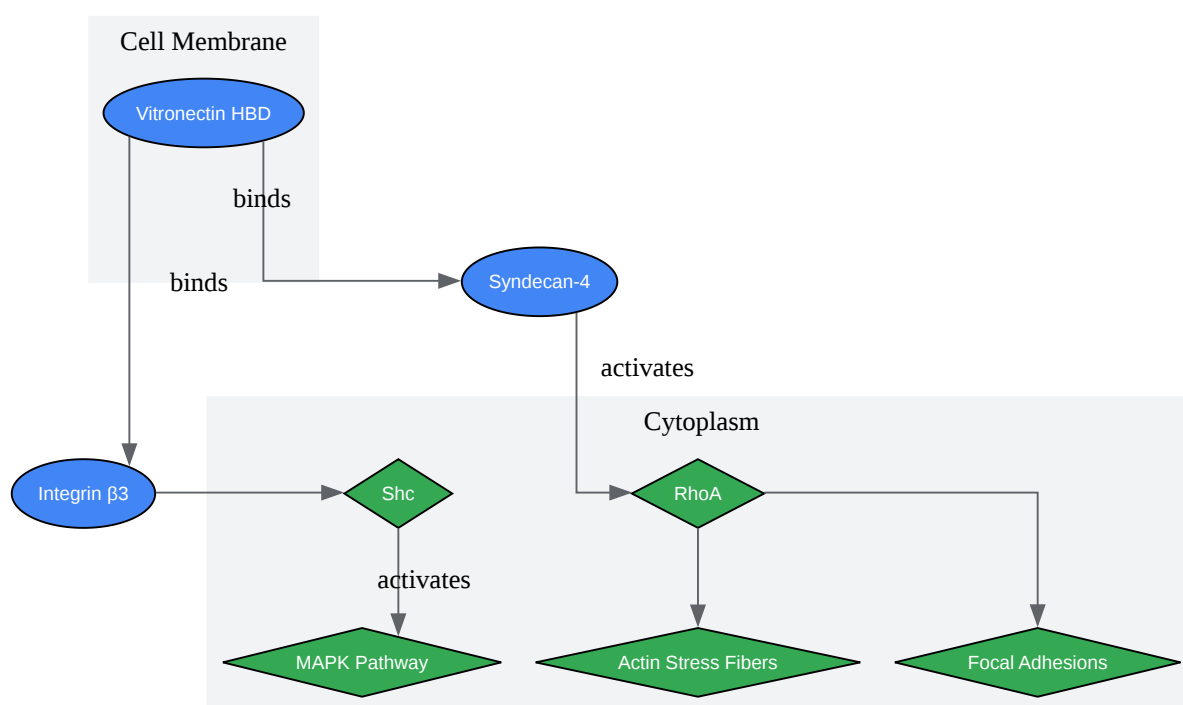 Cell Membrane
Vitronectin HBD
binds
binds
Syndecan-4
activates
Cytoplasm
Integrin β3
Shc
RhoA
activates
MAPK Pathway
Actin Stress Fibers
Focal Adhesions